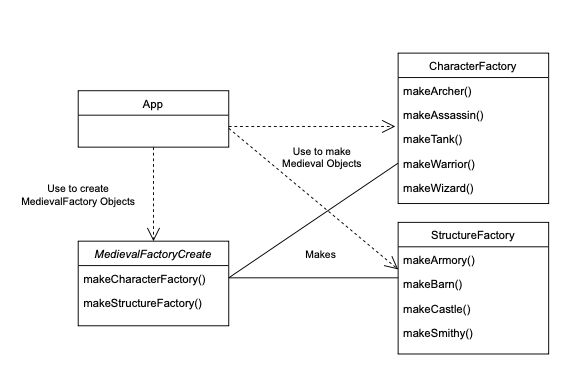 App
Use to create
MedievalFactory Objects
MedievalFactoryCreate
makeCharacterFactory()
makeStructureFactory()
Use to make
Medieval Objects
Makes
CharacterFactory
makeArcher()
makeAssassin()
makeTank()
makeWarrior()
makeWizard()
StructureFactory
makeArmory()
makeBarn()
makeCastle()
makeSmithy()